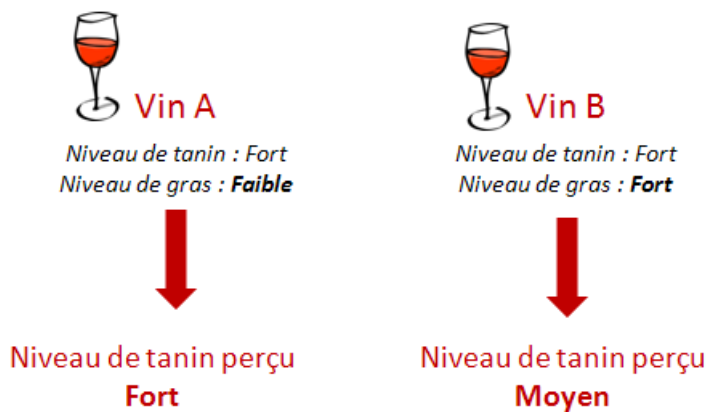 Vin A
Niveau de tanin : Fort
Niveau de gras : Faible
Niveau de tanin perçu
Fort
Vin B
Niveau de tanin : Fort
Niveau de gras : Fort
Niveau de tanin perçu
Moyen